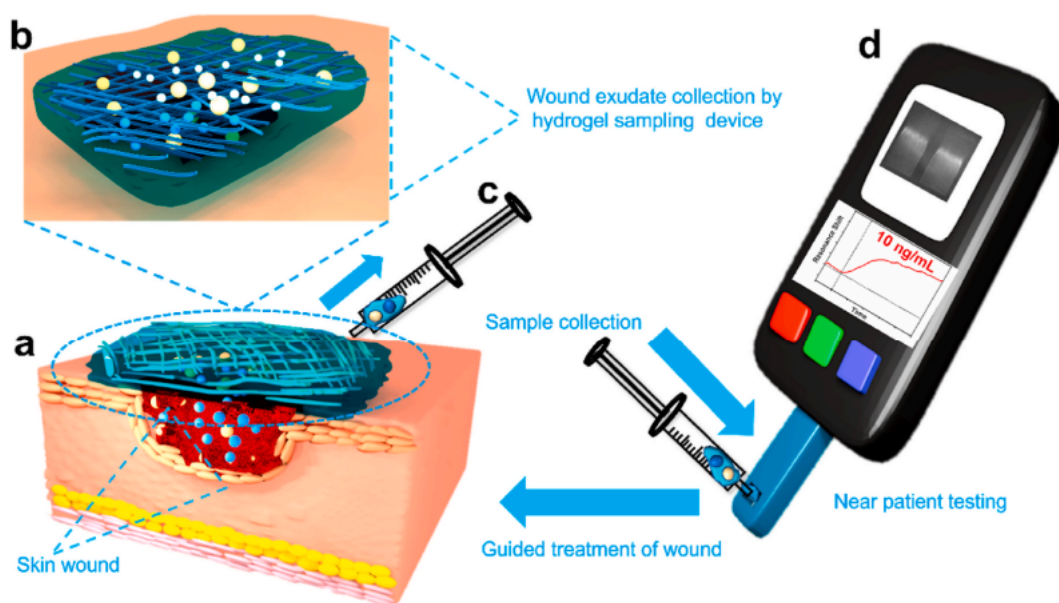 b
d
Wound exudate collection by
hydrogel sampling device
c
10 ng/mL
Resonance Shift
Time
a
Sample collection
Near patient testing
Guided treatment of wound
Skin wound